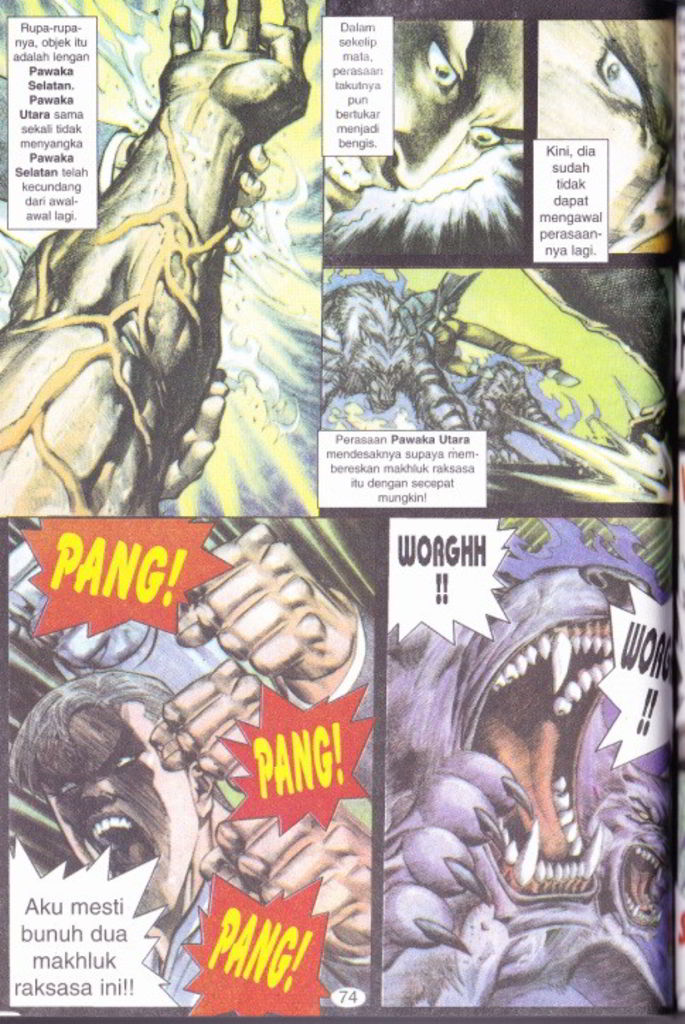 Rupa-rupa-
nya, objek itu
adalah lengan
Pawaka
Selatan.
Pawaka
Utara sama
sekali tidak
menyangka
Pawaka
Selatan telah
kecundang
dari awal-
awal lagi.
Dalam
sekelip
mata,
perasaan
takutnya
pun
bertukar
menjadi
bengis.
Kini, dia
sudah
tidak
dapat
mengawal
perasaan-
nya lagi.
Perasaan Pawaka Utara
mendesaknya supaya mem-
bereskan makhluk raksasa
itu dengan secepat
mungkin!
PANG!
PANG!
PANG!
Aku mesti
bunuh dua
makhluk
raksasa ini!!
WORGHH
!!
WORG
!!
74